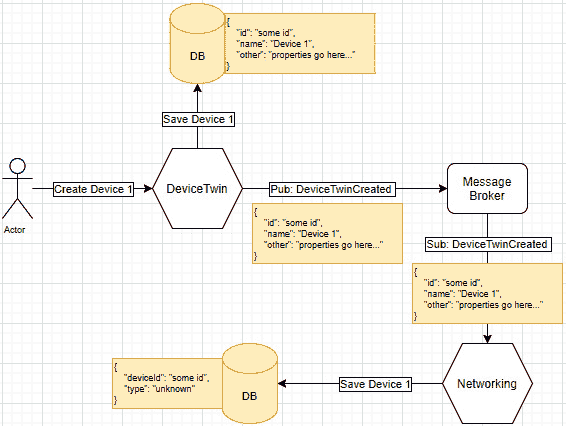 {
"id": "some id",
"name": "Device 1",
"other": "properties go here..."
}
DB
Save Device 1
Actor
Create Device 1
DeviceTwin
Pub: DeviceTwinCreated
Message
Broker
{
"id": "some id",
"name": "Device 1",
"other": "properties go here..."
}
Sub: DeviceTwinCreated
{
"id": "some id",
"name": "Device 1",
"other": "properties go here..."
}
{
"deviceId": "some id",
"type": "unknown"
}
DB
Save Device 1
Networking